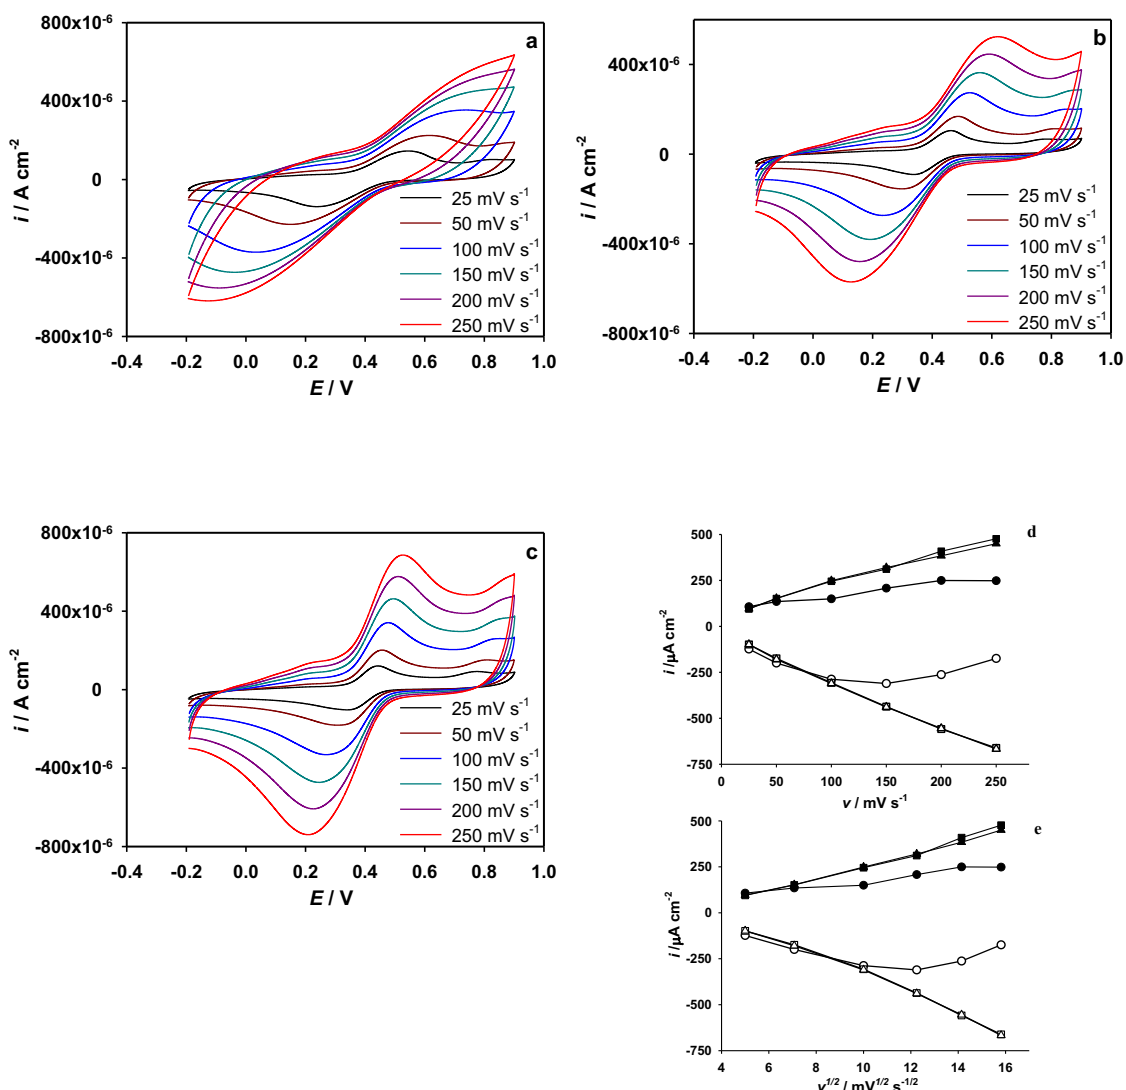 a
800x10⁻⁶
400x10⁻⁶
0
-400x10⁻⁶
-800x10⁻⁶
i / A cm⁻²
25 mV s⁻¹
50 mV s⁻¹
100 mV s⁻¹
150 mV s⁻¹
200 mV s⁻¹
250 mV s⁻¹
-0.4 -0.2 0.0 0.2 0.4 0.6 0.8 1.0
E / V
b
400x10⁻⁶
0
-400x10⁻⁶
-800x10⁻⁶
i / A cm⁻²
25 mV s⁻¹
50 mV s⁻¹
100 mV s⁻¹
150 mV s⁻¹
200 mV s⁻¹
250 mV s⁻¹
-0.4 -0.2 0.0 0.2 0.4 0.6 0.8 1.0
E / V
c
800x10⁻⁶
400x10⁻⁶
0
-400x10⁻⁶
-800x10⁻⁶
i / A cm⁻²
25 mV s⁻¹
50 mV s⁻¹
100 mV s⁻¹
150 mV s⁻¹
200 mV s⁻¹
250 mV s⁻¹
-0.4 -0.2 0.0 0.2 0.4 0.6 0.8 1.0
E / V
d
500
250
0
-250
-500
-750
i /µA cm⁻²
0 50 100 150 200 250
v / mV s⁻¹
e
500
250
0
-250
-500
-750
i /µA cm⁻²
4 6 8 10 12 14 16
v^1/2 / mV^1/2 s^-1/2